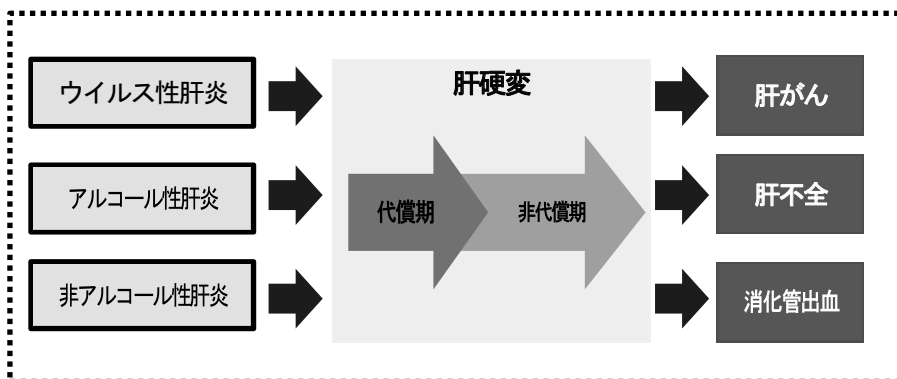 ウイルス性肝炎
アルコール性肝炎
非アルコール性肝炎
肝硬変
代償期
非代償期
肝がん
肝不全
消化管出血